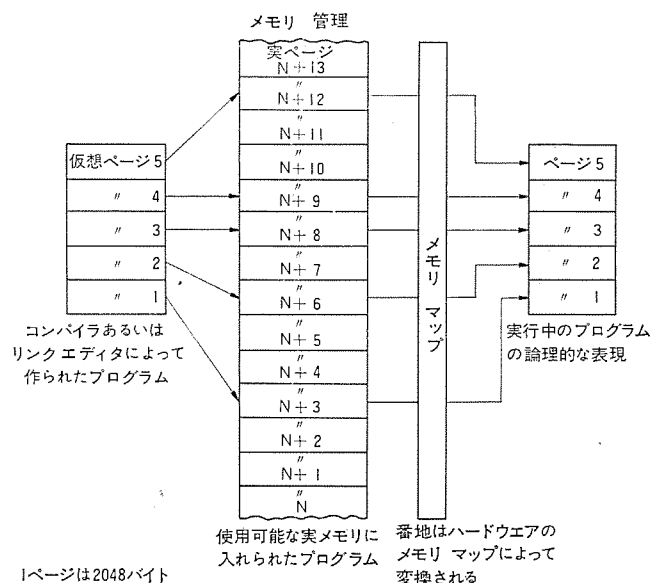 メモリ 管理
実ページ
N+13
〃
N+12
〃
N+11
〃
N+10
〃
N+9
〃
N+8
〃
N+7
〃
N+6
〃
N+5
〃
N+4
〃
N+3
〃
N+2
〃
N+1
〃
N
仮想ページ5
〃 4
〃 3
〃 2
〃 1
コンパイラあるいは
リンクエディタによって
作られたプログラム
メモリ マップ
ページ5
〃 4
〃 3
〃 2
〃 1
実行中のプログラム
の論理的な表現
使用可能な実メモリに
入れられたプログラム
番地はハードウェアの
メモリ マップによって
変換される
1ページは2048バイト